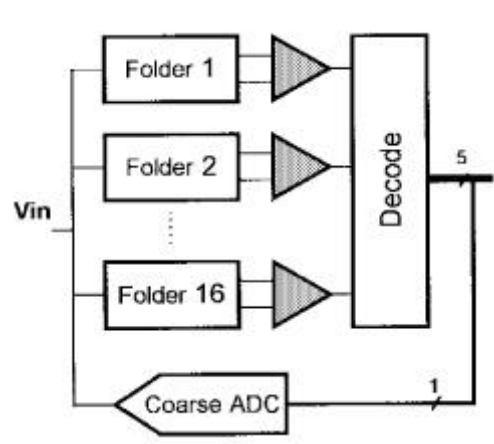 Folder 1
Folder 2
Vin
Folder 16
Decode
5
Coarse ADC
1